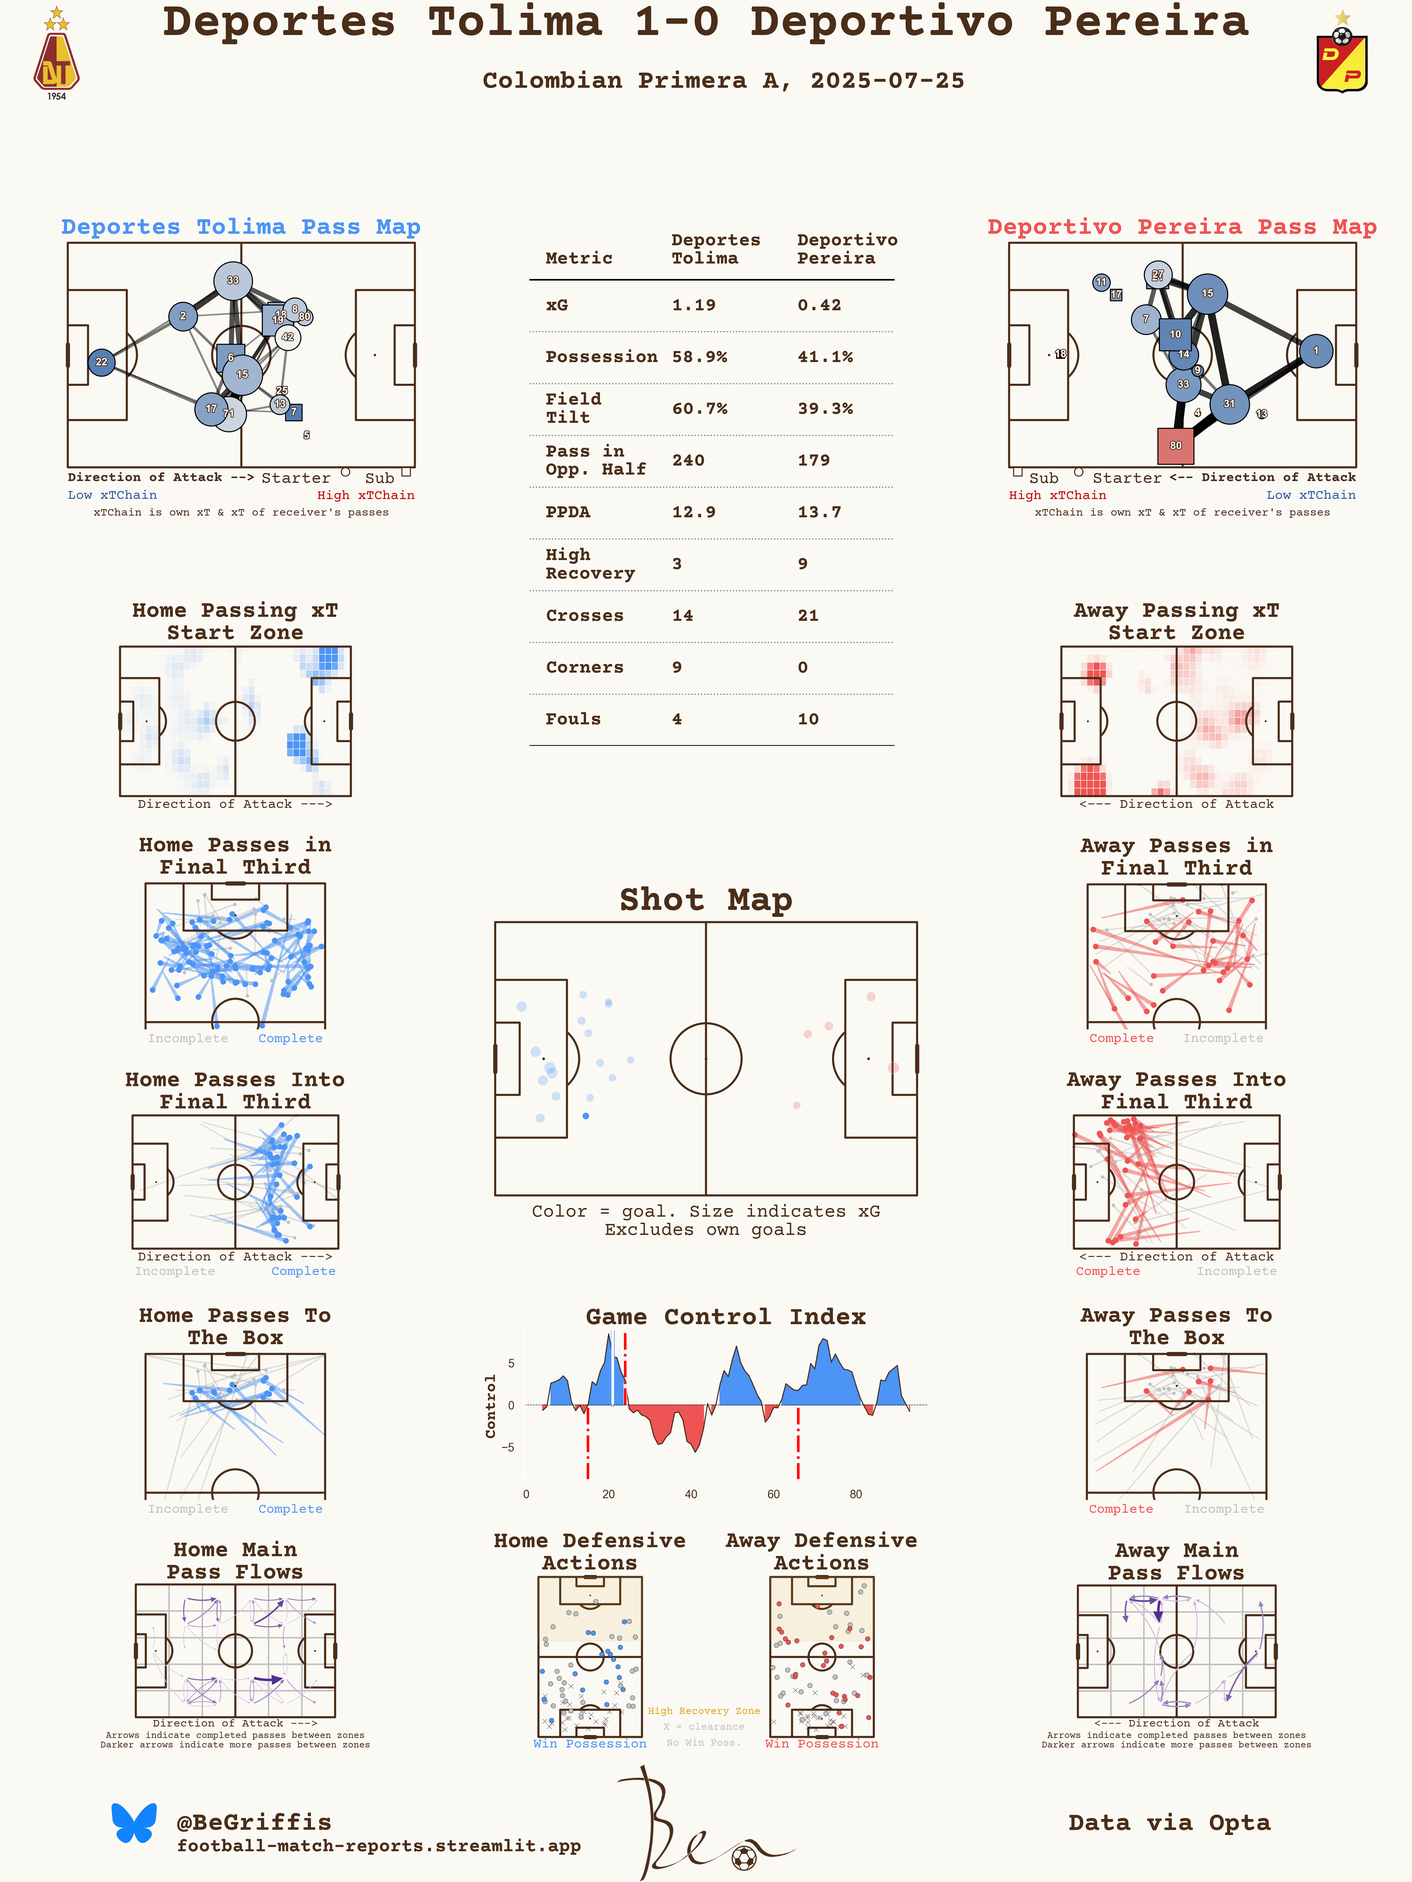 Deportes Tolima 1-0 Deportivo Pereira
Colombian Primera A, 2025-07-25
DT
1954
DP
Deportes Tolima Pass Map
33
2
8
13
19
80
42
22
6
15
25
17
71
13
7
5
Direction of Attack --> Starter Sub
Low xTChain High xTChain
xTChain is own xT & xT of receiver's passes
Metric Deportes Tolima Deportivo Pereira
xG 1.19 0.42
Possession 58.9% 41.1%
Field Tilt 60.7% 39.3%
Pass in Opp. Half 240 179
PPDA 12.9 13.7
High Recovery 3 9
Crosses 14 21
Corners 9 0
Fouls 4 10
Deportivo Pereira Pass Map
27
11
17
15
7
10
18
14
1
9
33
31
4
13
80
Sub Starter <-- Direction of Attack
High xTChain Low xTChain
xTChain is own xT & xT of receiver's passes
Home Passing xT
Start Zone
Direction of Attack --->
Away Passing xT
Start Zone
<--- Direction of Attack
Home Passes in
Final Third
Incomplete Complete
Away Passes in
Final Third
Complete Incomplete
Shot Map
Color = goal. Size indicates xG
Excludes own goals
Home Passes Into
Final Third
Direction of Attack --->
Incomplete Complete
Away Passes Into
Final Third
<--- Direction of Attack
Complete Incomplete
Home Passes To
The Box
Incomplete Complete
Game Control Index
Control
5
0
−5
0 20 40 60 80
Away Passes To
The Box
Complete Incomplete
Home Main
Pass Flows
Direction of Attack --->
Arrows indicate completed passes between zones
Darker arrows indicate more passes between zones
Home Defensive
Actions
Win Possession
High Recovery Zone
X = clearance
No Win Poss.
Away Defensive
Actions
Win Possession
Away Main
Pass Flows
<--- Direction of Attack
Arrows indicate completed passes between zones
Darker arrows indicate more passes between zones
@BeGriffis
football-match-reports.streamlit.app
Ben
Data via Opta